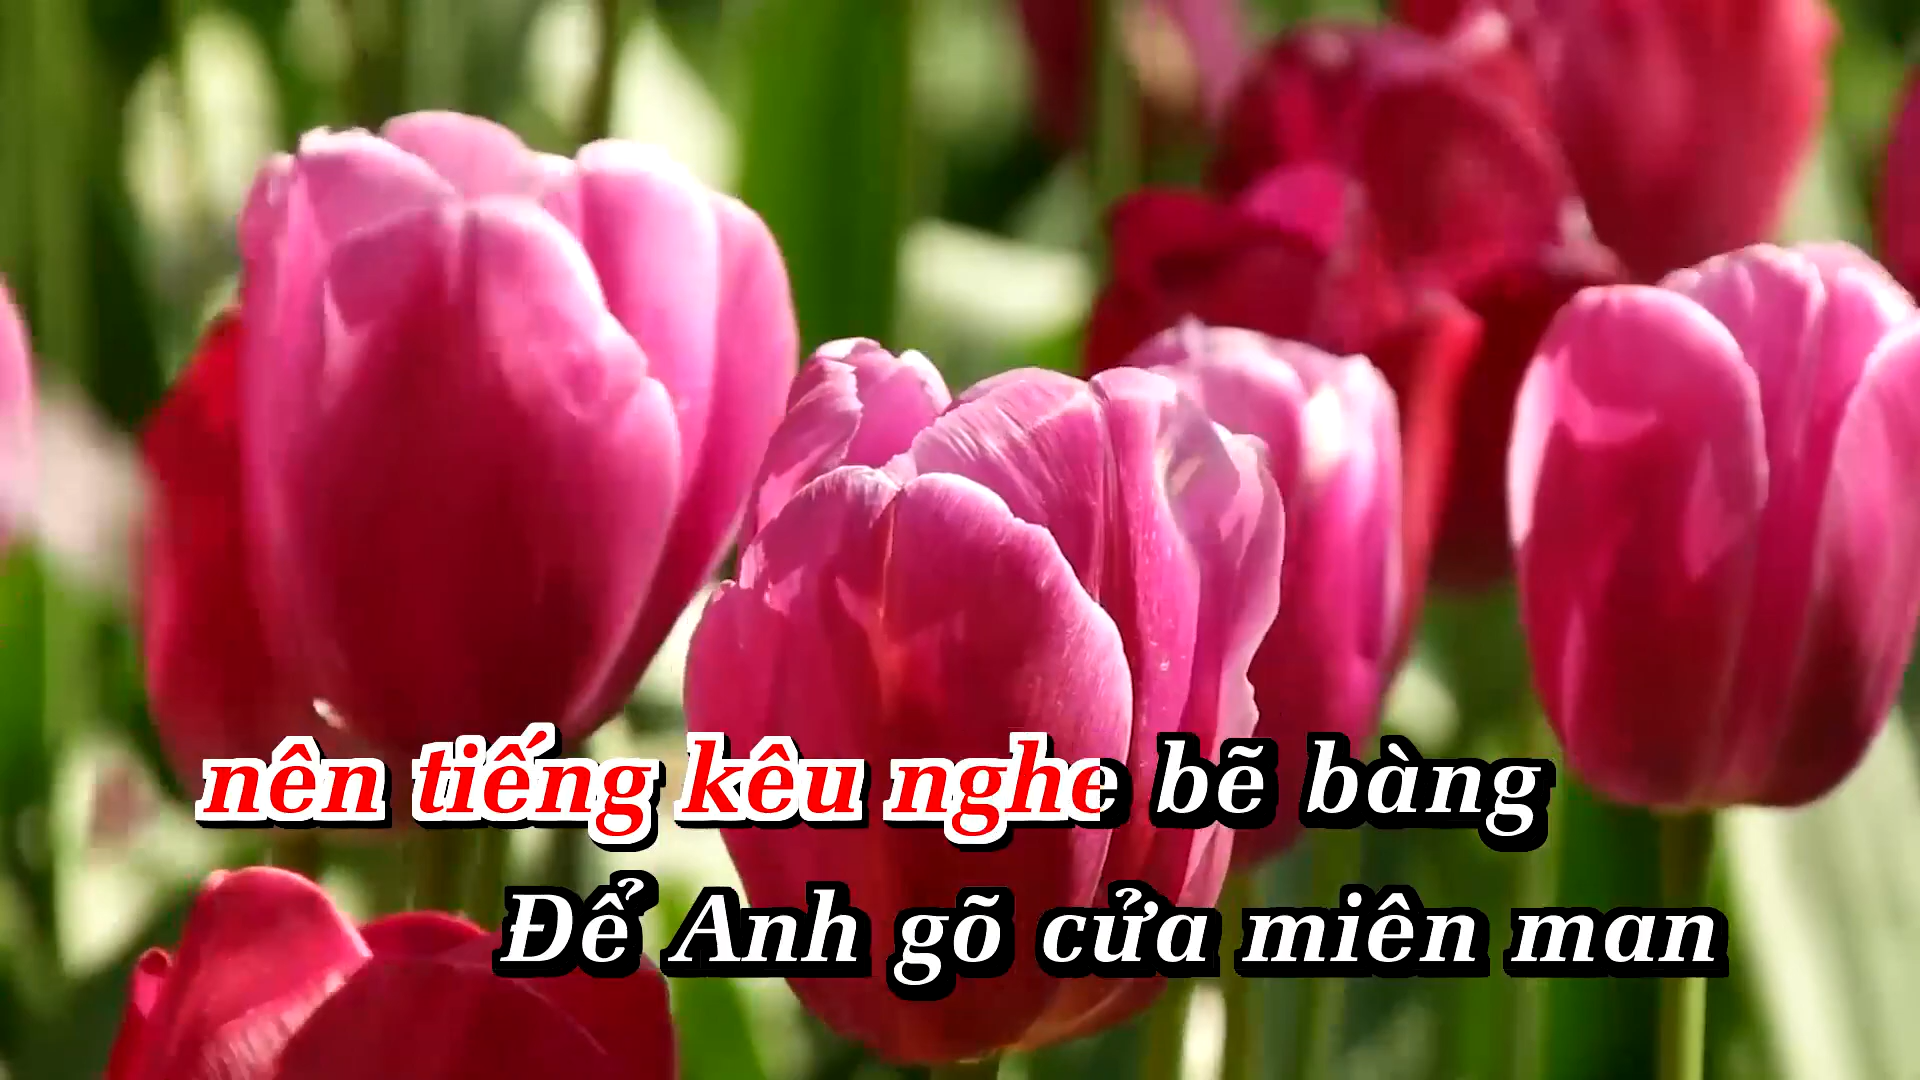 nên tiếng kêu nghe bẽ bàng
Để Anh gõ cửa miên man